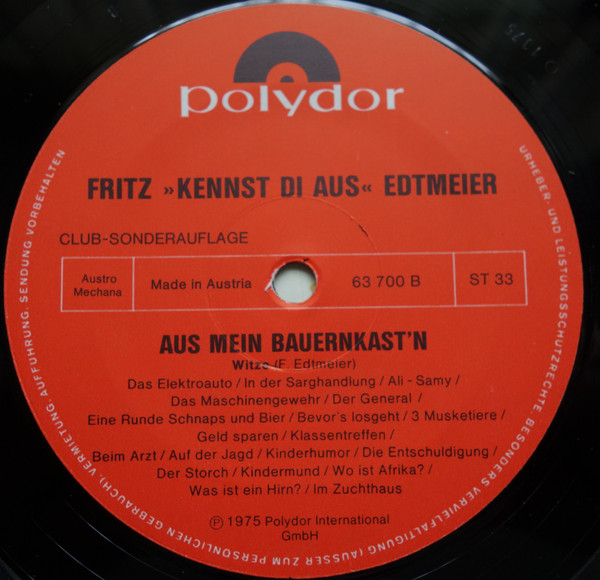 polydor
FRITZ »KENNST DI AUS« EDTMEIER
CLUB-SONDERAUFLAGE
Austro
Mechana
Made in Austria
63 700 B
ST 33
AUS MEIN BAUERNKAST'N
Witze (F. Edtmeier)
Das Elektroauto / In der Sarghandlung / Ali - Samy /
Das Maschinengewehr / Der General /
Eine Runde Schnaps und Bier / Bevor's losgeht / 3 Musketiere /
Geld sparen / Klassentreffen /
Beim Arzt / Auf der Jagd / Kinderhumor / Die Entschuldigung /
Der Storch / Kindermund / Wo ist Afrika? /
Was ist ein Hirn? / Im Zuchthaus
Ⓟ 1975 Polydor International
GmbH
URHEBER- UND LEISTUNGSSCHUTZRECHTE, BESONDERS VERVIELFÄLTIGUNG (AUSSER ZUM PERSÖNLICHEN GEBRAUCH), VERMIETUNG, AUFFÜHRUNG, SENDUNG VORBEHALTEN